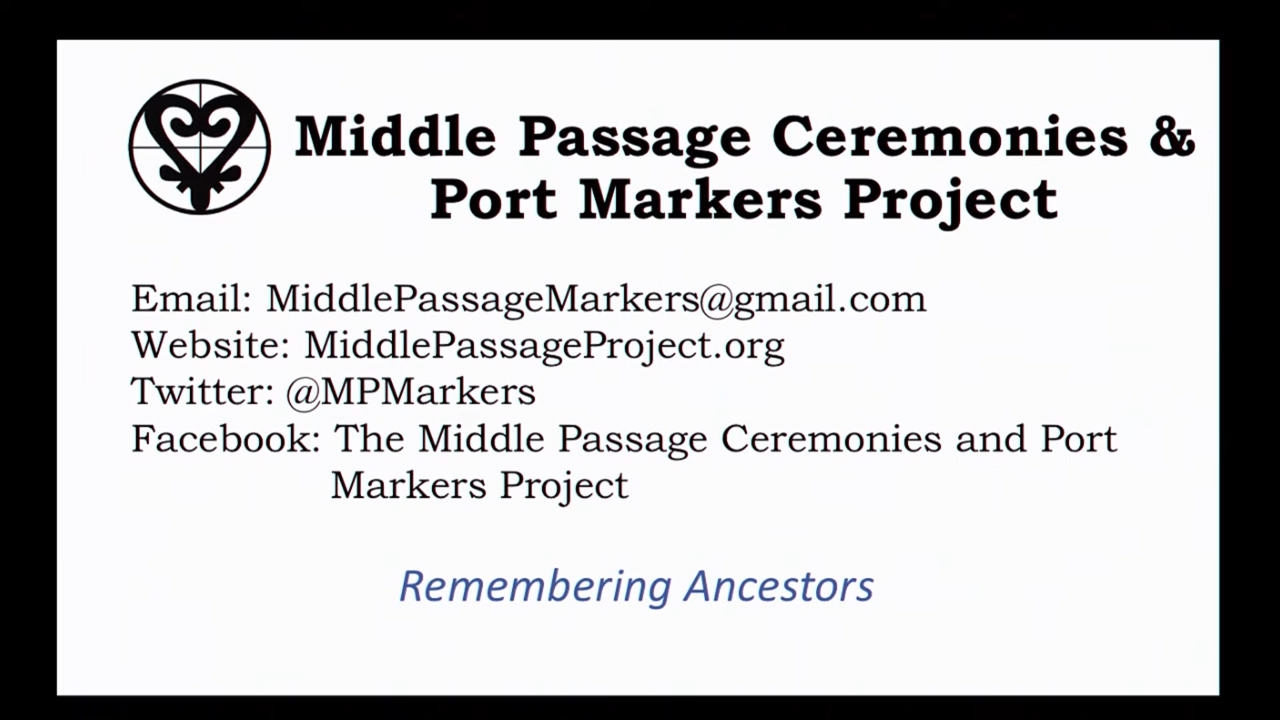 Middle Passage Ceremonies &
Port Markers Project
Email: MiddlePassageMarkers@gmail.com
Website: MiddlePassageProject.org
Twitter: @MPMarkers
Facebook: The Middle Passage Ceremonies and Port
Markers Project
Remembering Ancestors